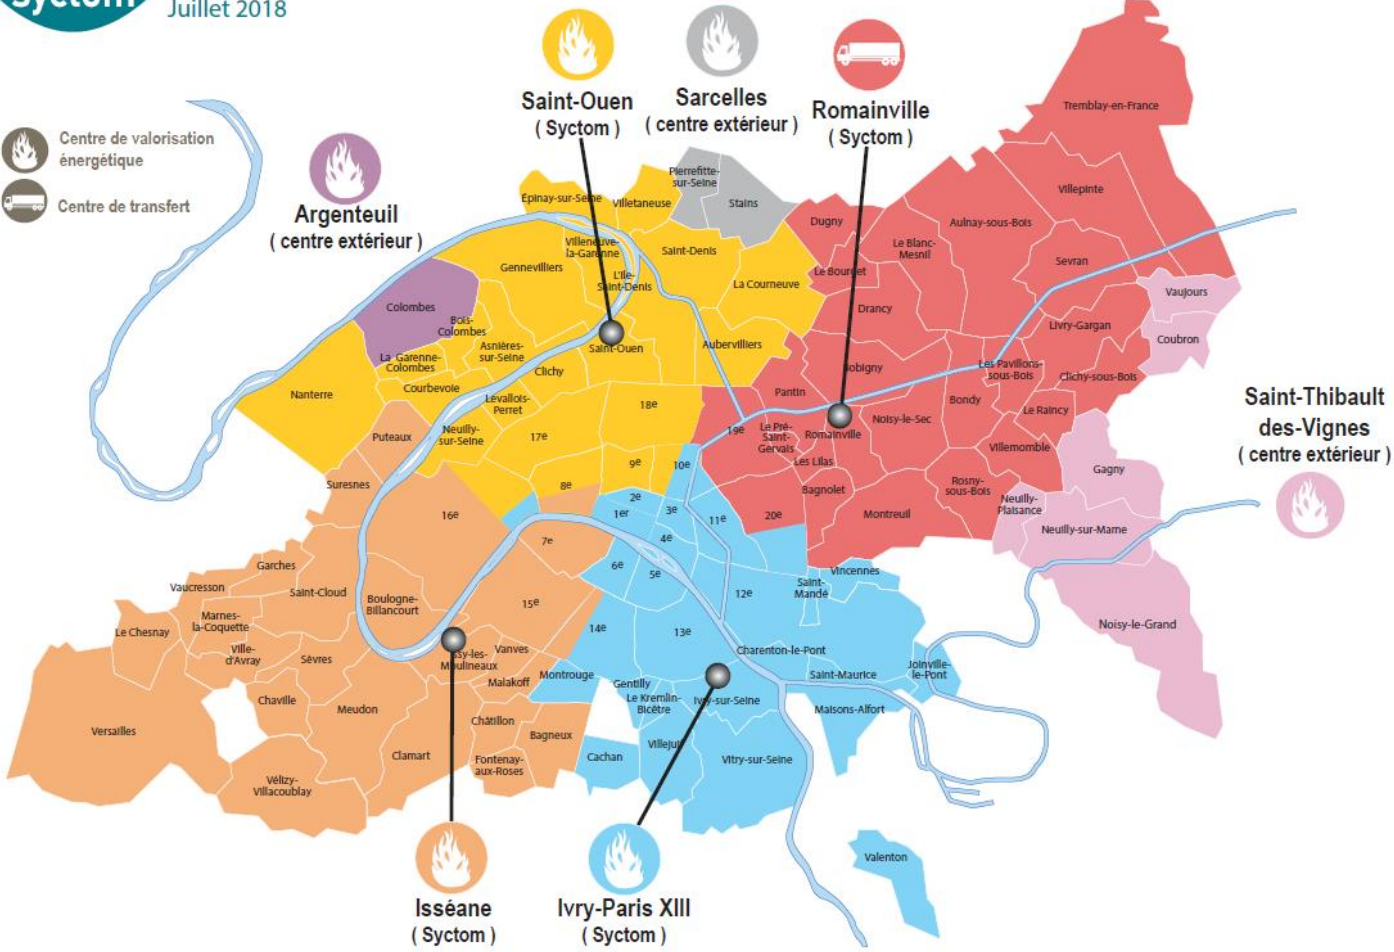 Syctom
Juillet 2018
Centre de valorisation
énergétique
Centre de transfert
Argenteuil
( centre extérieur )
Saint-Ouen
( Syctom )
Sarcelles
( centre extérieur )
Romainville
( Syctom )
Saint-Thibault
des-Vignes
( centre extérieur )
Isséane
( Syctom )
Ivry-Paris XIII
( Syctom )
Tremblay-en-France
Villepinte
Aulnay-sous-Bois
Sevran
Le Blanc-
Mesnil
Dugny
Le Bourget
Drancy
Bobigny
Livry-Gargan
Les Pavillons-
sous-Bois
Clichy-sous-Bois
Bondy
Le Raincy
Villemomble
Noisy-le-Sec
Romainville
Pantin
Le Pré-
Saint-
Gervais
Les Lilas
Bagnolet
Montreuil
Rosny-
sous-Bois
19e
20e
Vaujours
Coubron
Gagny
Neuilly-
Plaisance
Neuilly-sur-Marne
Noisy-le-Grand
Pierrefitte-
sur-Seine
Stains
Épinay-sur-Seine
Villetaneuse
Villeneuve-
la-Garenne
Saint-Denis
L'Ile-
Saint-Denis
La Courneuve
Aubervilliers
Gennevilliers
Colombes
Bois-
Colombes
La Garenne-
Colombes
Asnières-
sur-Seine
Saint-Ouen
Clichy
Courbevoie
Levallois-
Perret
Nanterre
Neuilly-
sur-Seine
17e
18e
9e
8e
10e
2e
1er
3e
11e
4e
6e
5e
12e
13e
14e
Puteaux
Suresnes
16e
7e
15e
Garches
Vaucresson
Saint-Cloud
Marnes-
la-Coquette
Boulogne-
Billancourt
Le Chesnay
Ville-
d'Avray
Sèvres
Issy-les-
Moulineaux
Vanves
Malakoff
Chaville
Meudon
Versailles
Clamart
Châtillon
Bagneux
Fontenay-
aux-Roses
Vélizy-
Villacoublay
Montrouge
Gentilly
Le Kremlin-
Bicêtre
Ivry-sur-Seine
Cachan
Villejuif
Vitry-sur-Seine
Vincennes
Saint-
Mandé
Charenton-le-Pont
Saint-Maurice
Joinville-
le-Pont
Maisons-Alfort
Valenton